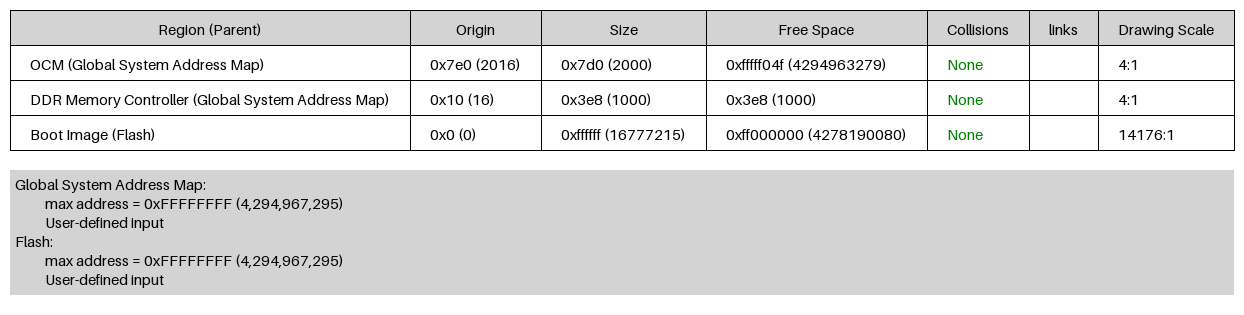 Region (Parent) Origin Size Free Space Collisions links Drawing Scale
OCM (Global System Address Map) 0x7e0 (2016) 0x7d0 (2000) 0xfffff04f (4294963279) None 4:1
DDR Memory Controller (Global System Address Map) 0x10 (16) 0x3e8 (1000) 0x3e8 (1000) None 4:1
Boot Image (Flash) 0x0 (0) 0xffffff (16777215) 0xff000000 (4278190080) None 14176:1
Global System Address Map:
max address = 0xFFFFFFFF (4,294,967,295)
User-defined input
Flash:
max address = 0xFFFFFFFF (4,294,967,295)
User-defined input